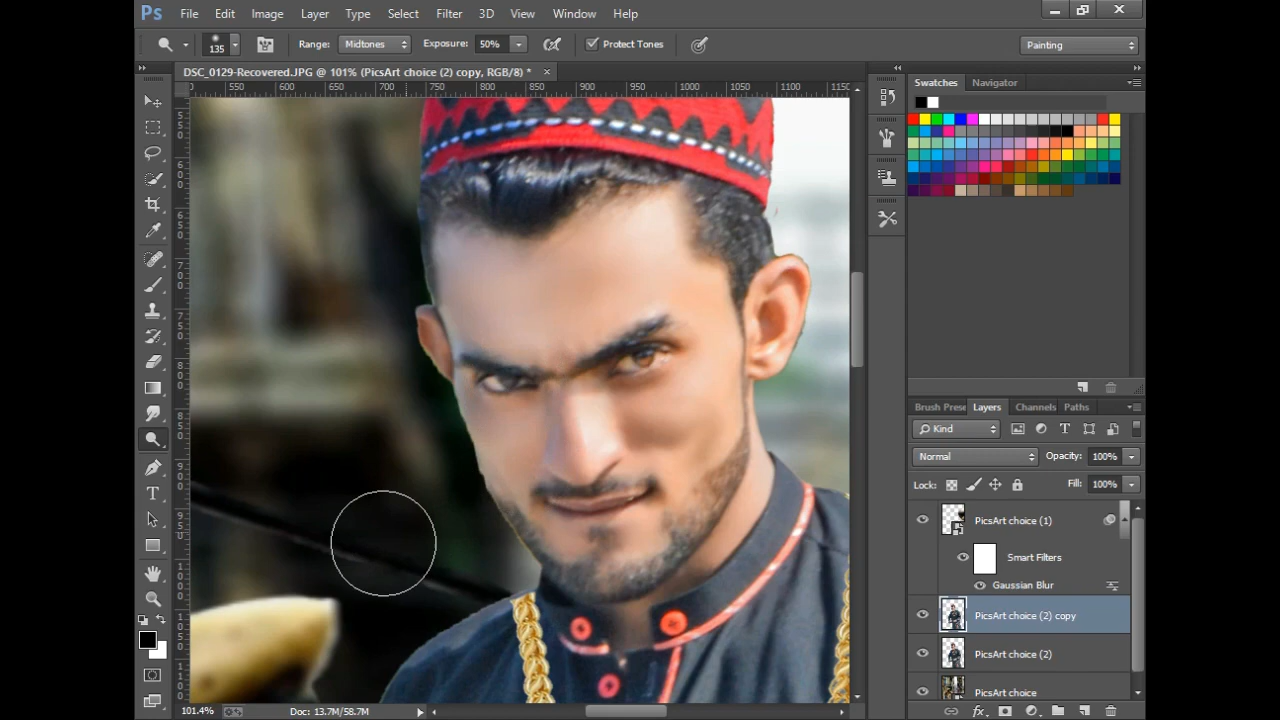 Ps File Edit Image Layer Type Select Filter 3D View Window Help
135 Range: Midtones Exposure: 50% Protect Tones Painting
DSC_0129-Recovered.JPG @ 101% (PicsArt choice (2) copy, RGB/8) * ×
550 600 650 700 750 800 850 900 950 1000 1050 1100 1150
Swatches Navigator
Brush Prese Layers Channels Paths
Kind
Normal Opacity: 100%
Lock: Fill: 100%
PicsArt choice (1)
Smart Filters
Gaussian Blur
PicsArt choice (2) copy
PicsArt choice (2)
PicsArt choice
101.4% Doc: 13.7M/58.7M